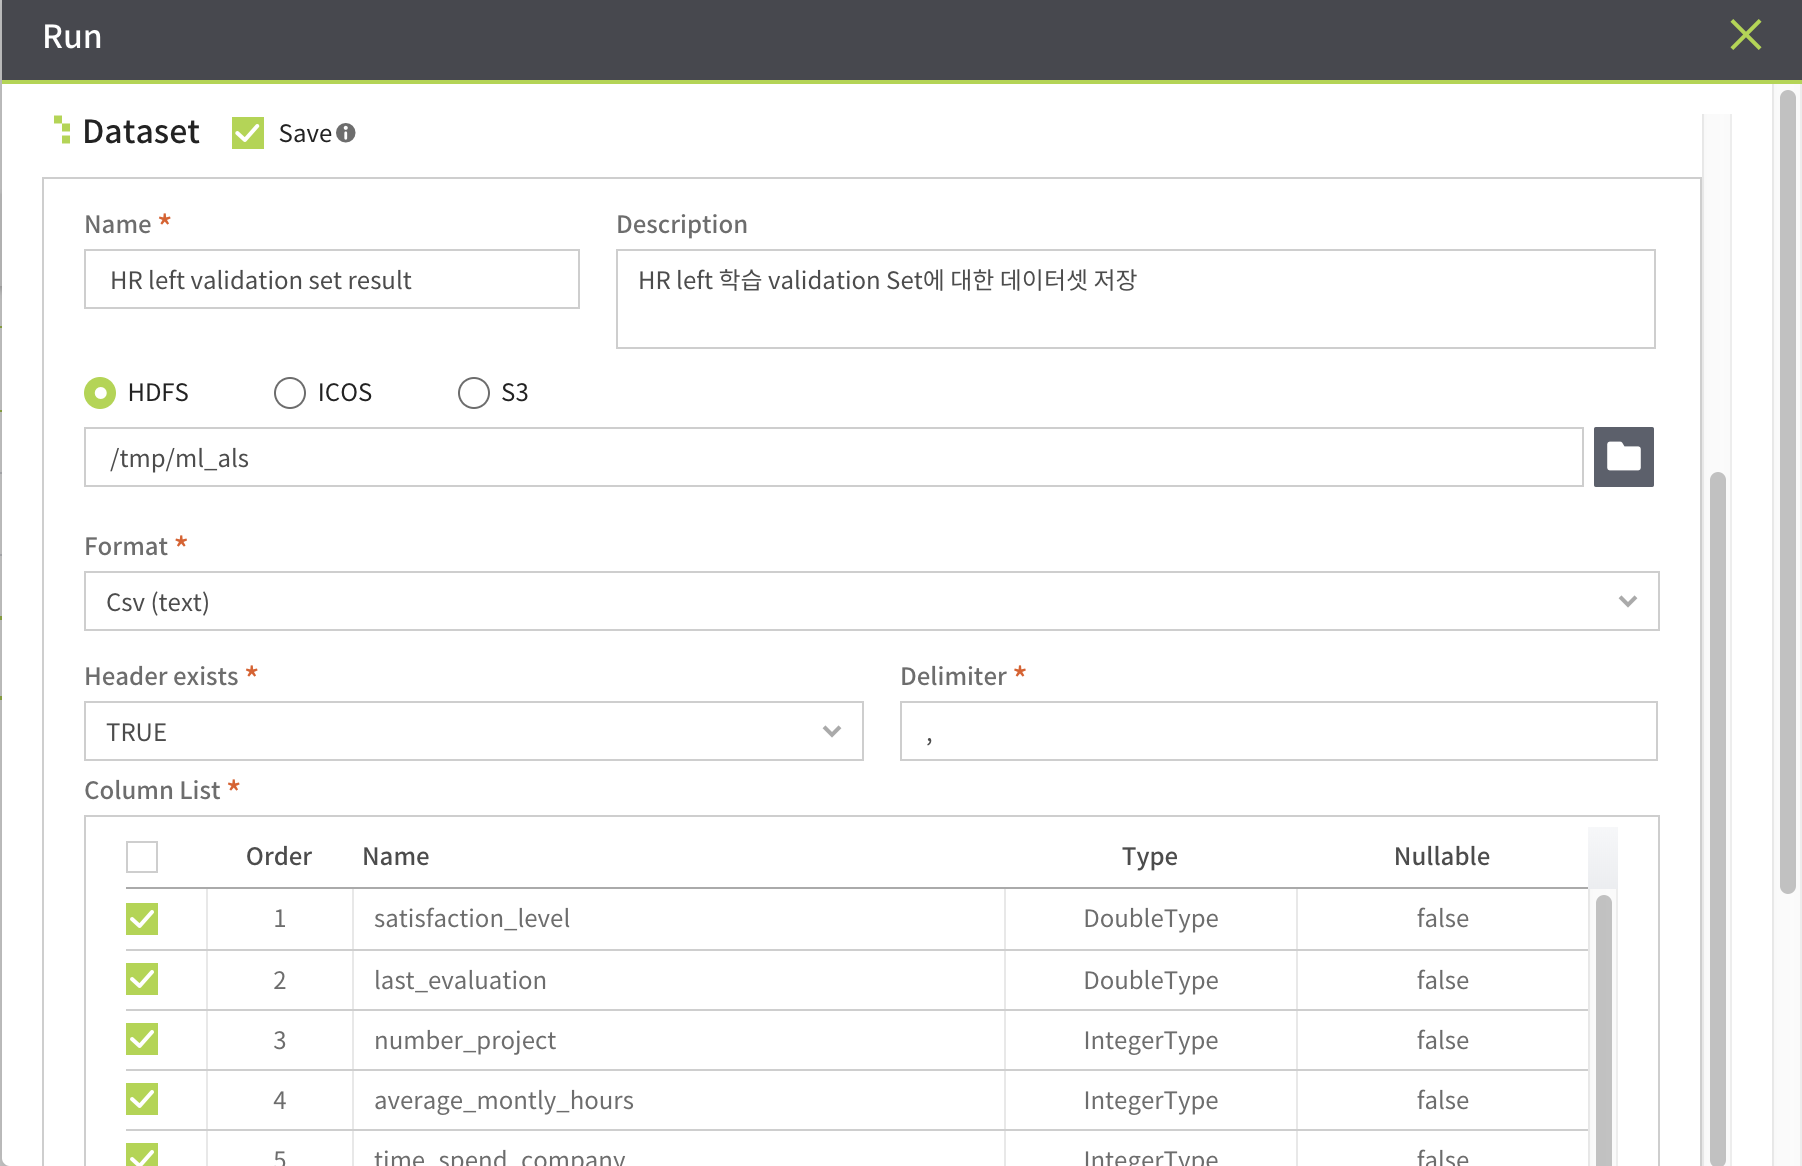 Run
Dataset Save
Name * Description
HR left validation set result HR left 학습 validation Set에 대한 데이터셋 저장
HDFS ICOS S3
/tmp/ml_als
Format *
Csv (text)
Header exists * Delimiter *
TRUE ,
Column List *
Order Name Type Nullable
1 satisfaction_level DoubleType false
2 last_evaluation DoubleType false
3 number_project IntegerType false
4 average_montly_hours IntegerType false
5 time_spend_company IntegerType false